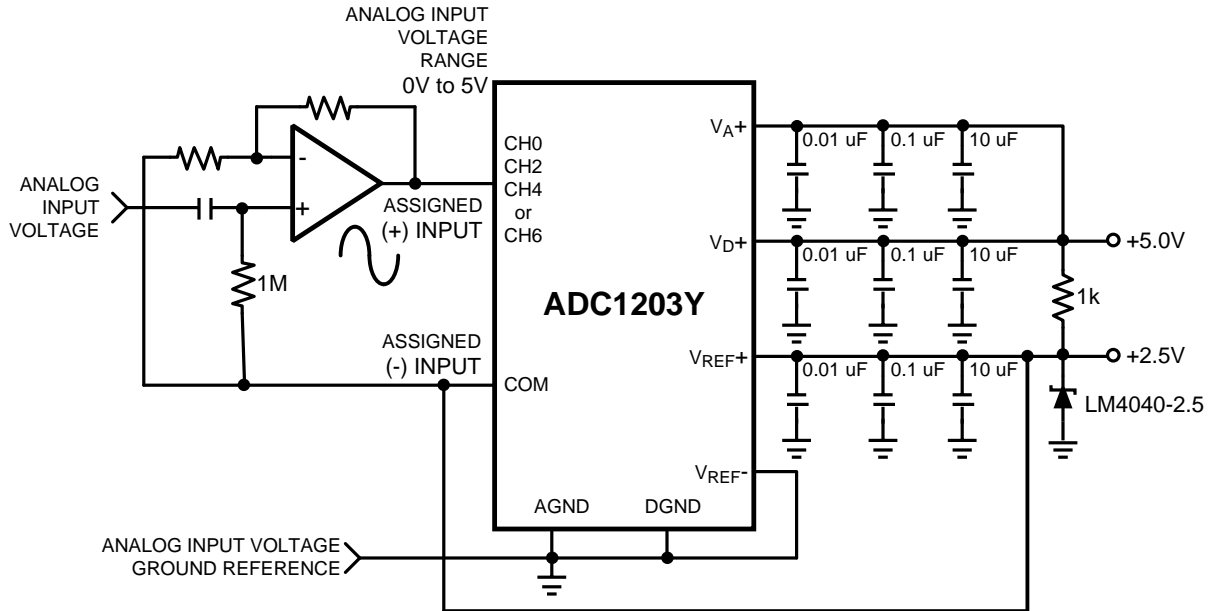 ANALOG INPUT
VOLTAGE
RANGE
0V to 5V
ANALOG
INPUT
VOLTAGE
-
+
1M
ASSIGNED
(+) INPUT
ASSIGNED
(-) INPUT
CH0
CH2
CH4
or
CH6
COM
ADC1203Y
AGND
DGND
VA+
VD+
VREF+
VREF-
0.01 uF
0.1 uF
10 uF
0.01 uF
0.1 uF
10 uF
0.01 uF
0.1 uF
10 uF
+5.0V
1k
+2.5V
LM4040-2.5
ANALOG INPUT VOLTAGE
GROUND REFERENCE